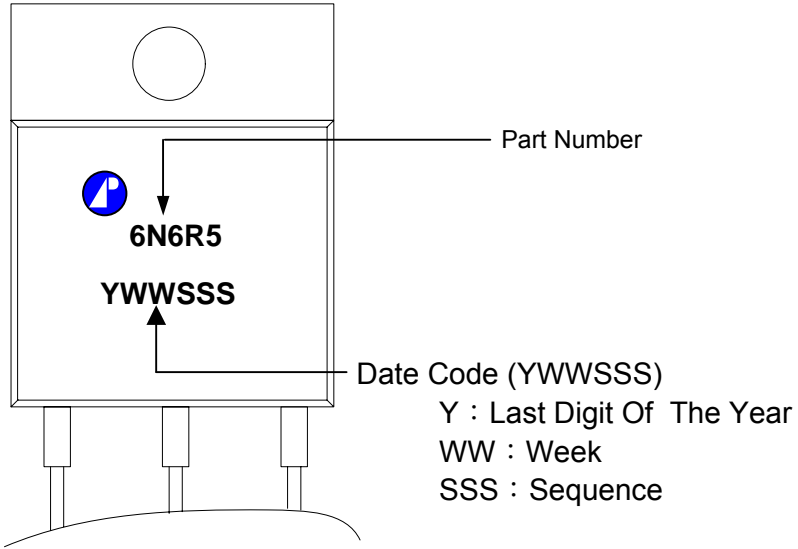 Part Number
6N6R5
YWWSSS
Date Code (YWWSSS)
Y：Last Digit Of The Year
WW：Week
SSS：Sequence